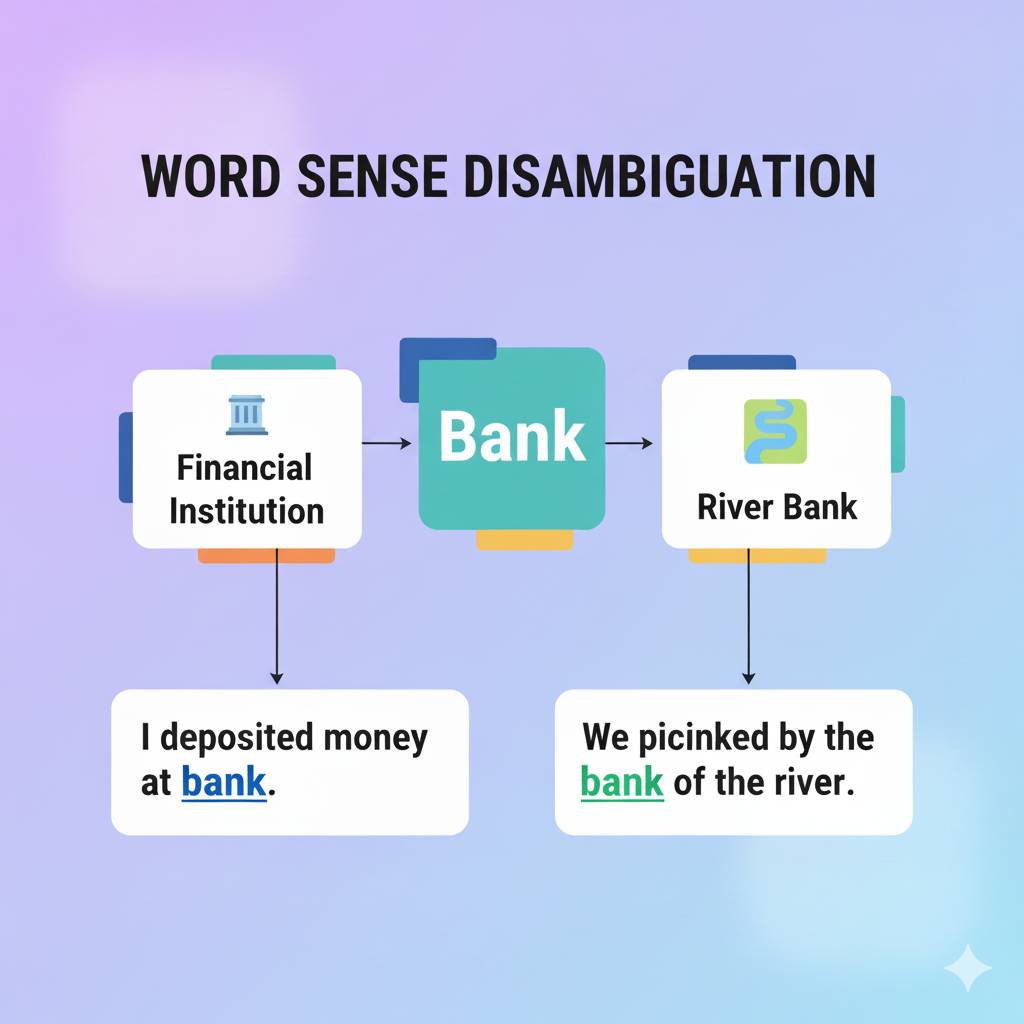 WORD SENSE DISAMBIGUATION
Financial
Institution
Bank
River Bank
I deposited money
at bank.
We picinked by the
bank of the river.